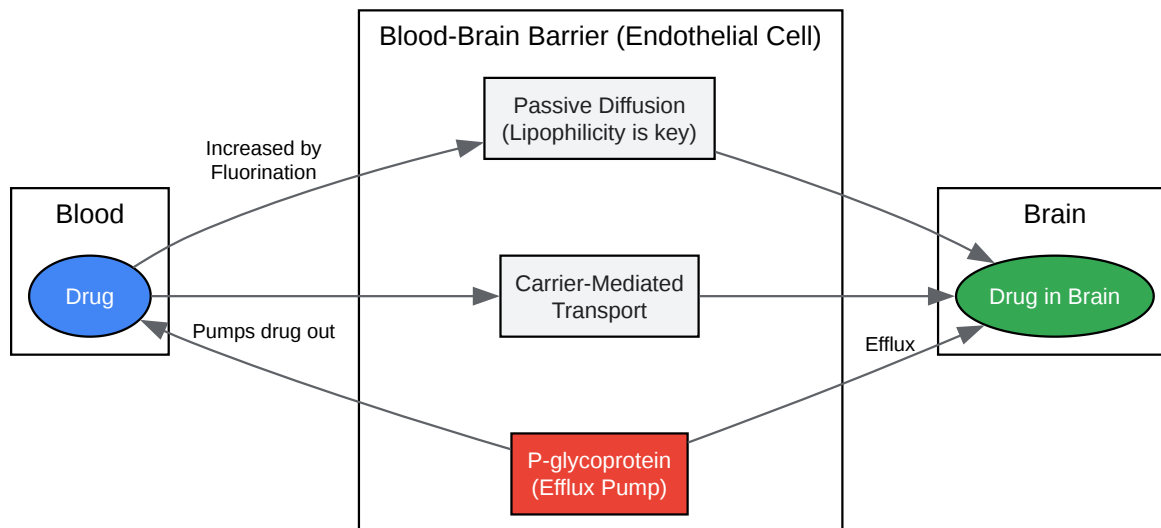 Blood-Brain Barrier (Endothelial Cell)
Passive Diffusion
(Lipophilicity is key)
Increased by
Fluorination
Blood
Drug
Carrier-Mediated
Transport
Brain
Drug in Brain
Pumps drug out
Efflux
P-glycoprotein
(Efflux Pump)